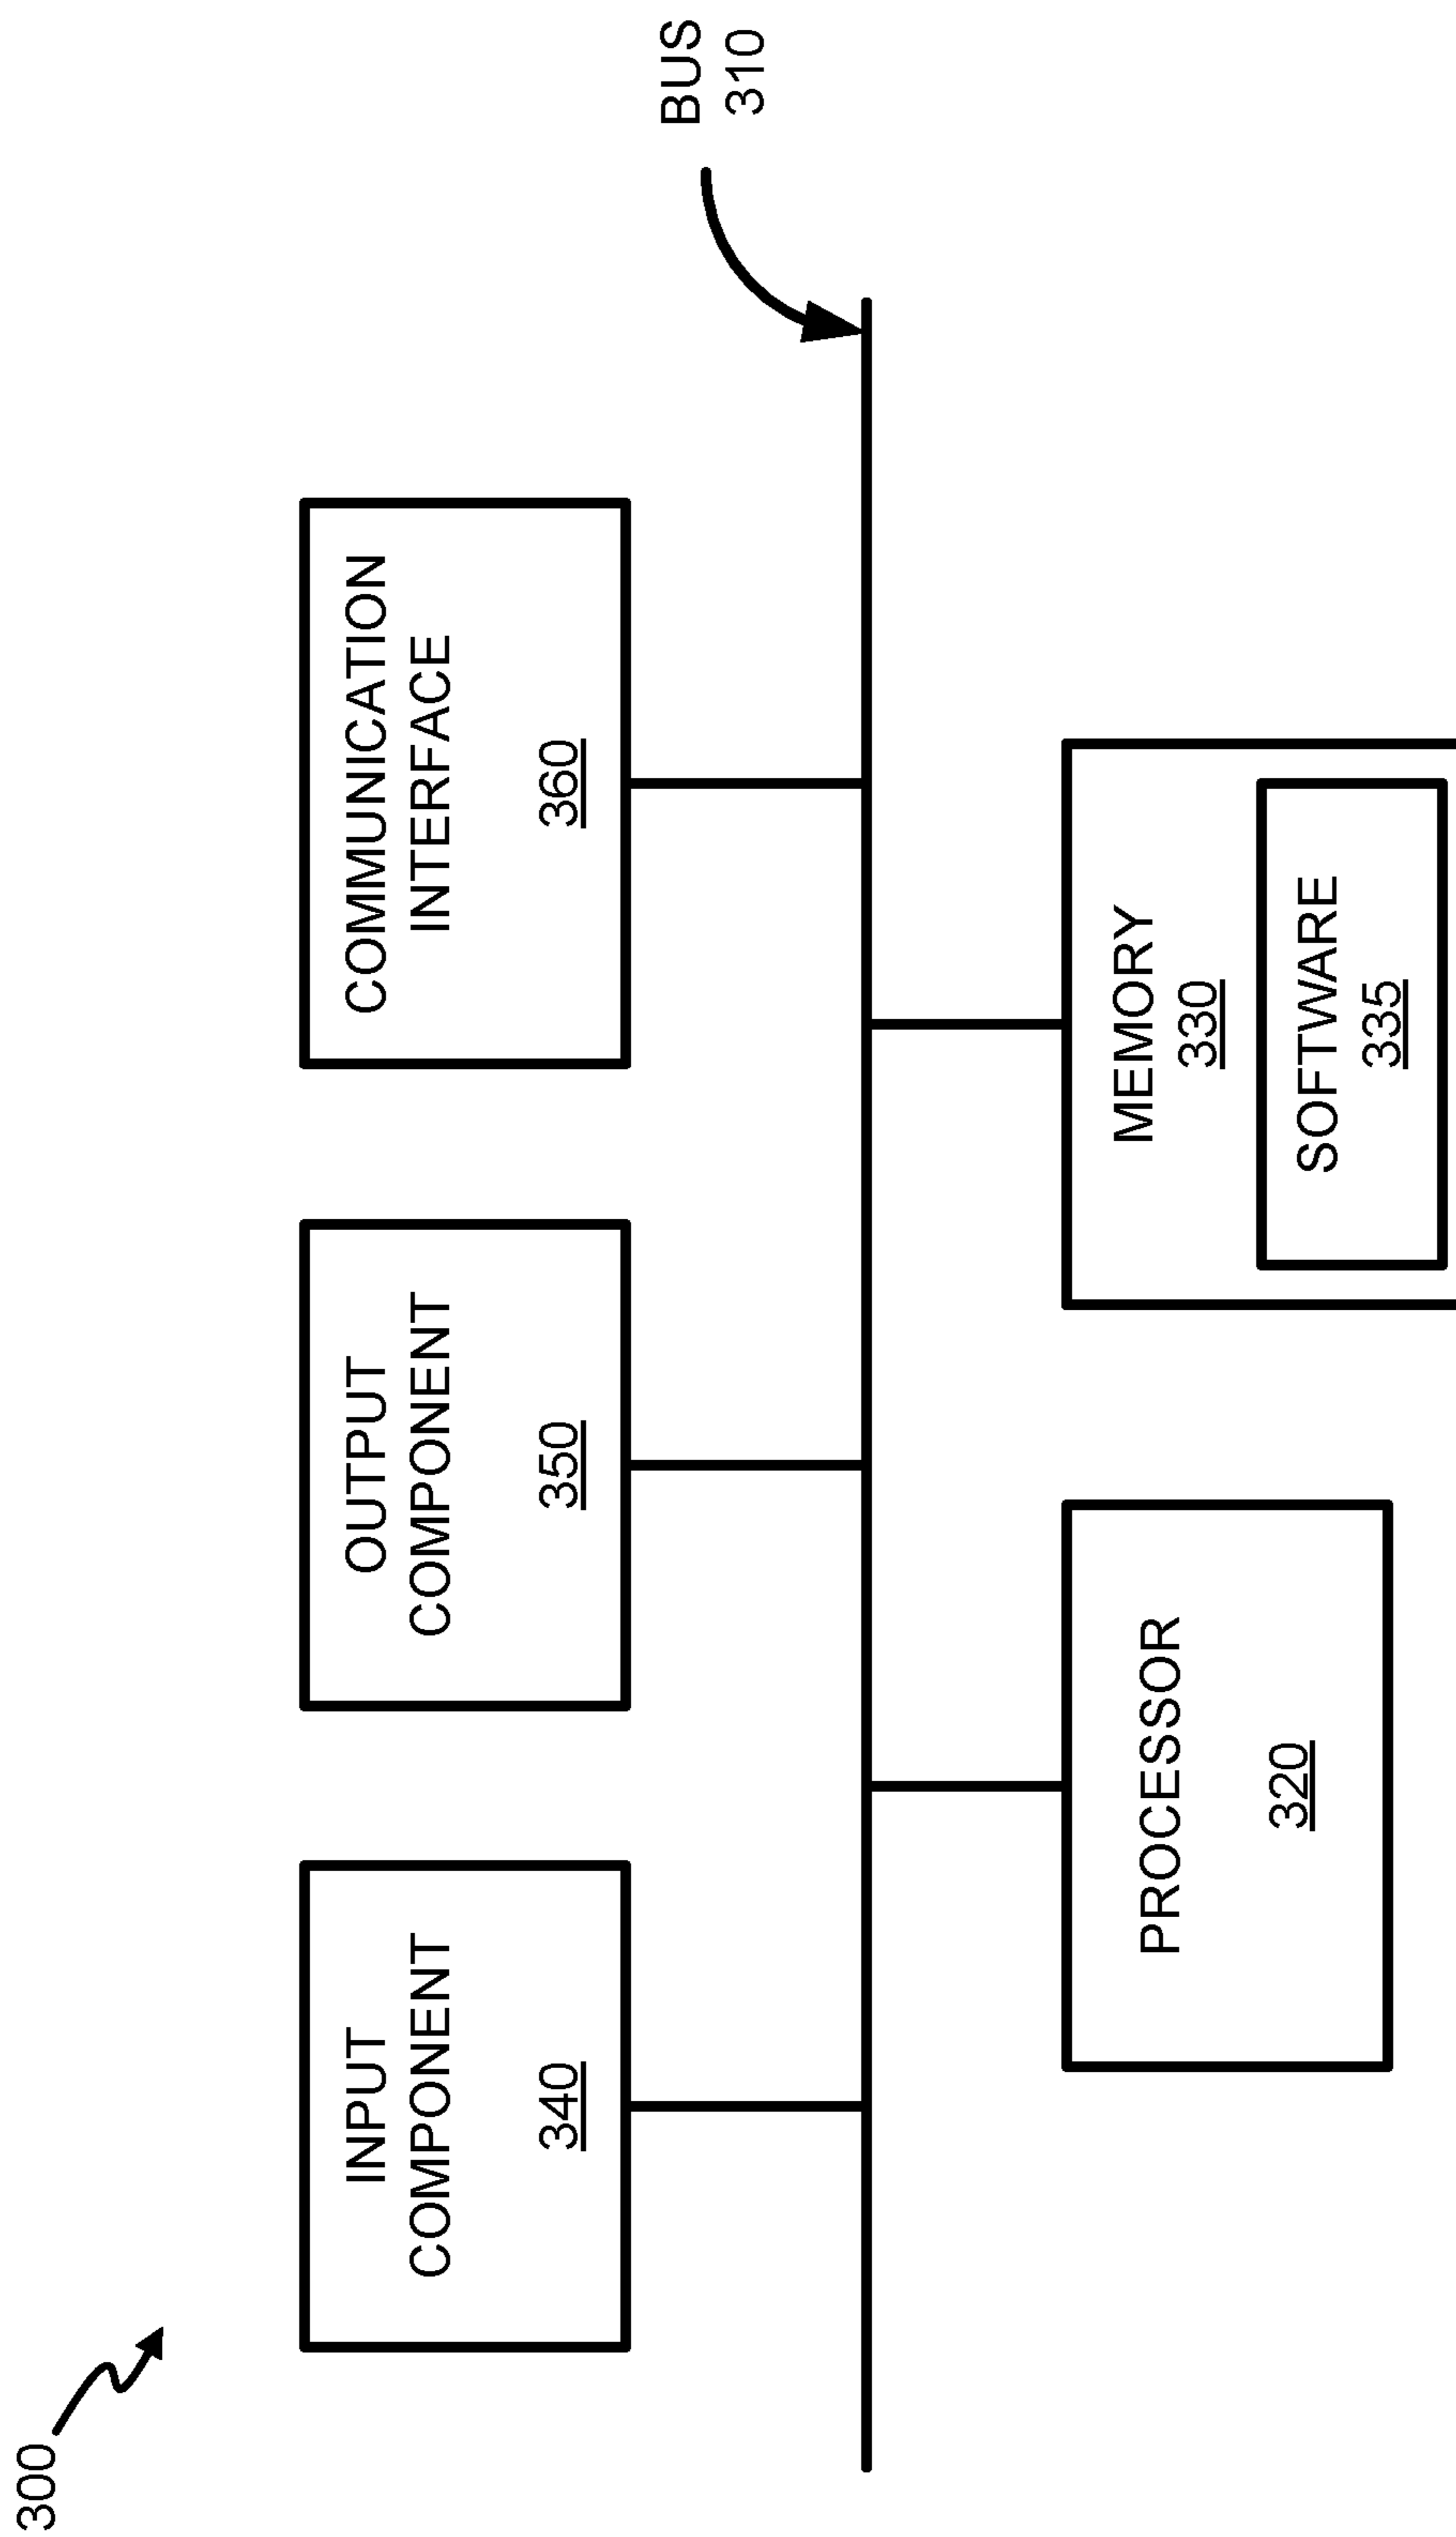 300
INPUT
COMPONENT
340
OUTPUT
COMPONENT
350
COMMUNICATION
INTERFACE
360
BUS
310
PROCESSOR
320
MEMORY
330
SOFTWARE
335